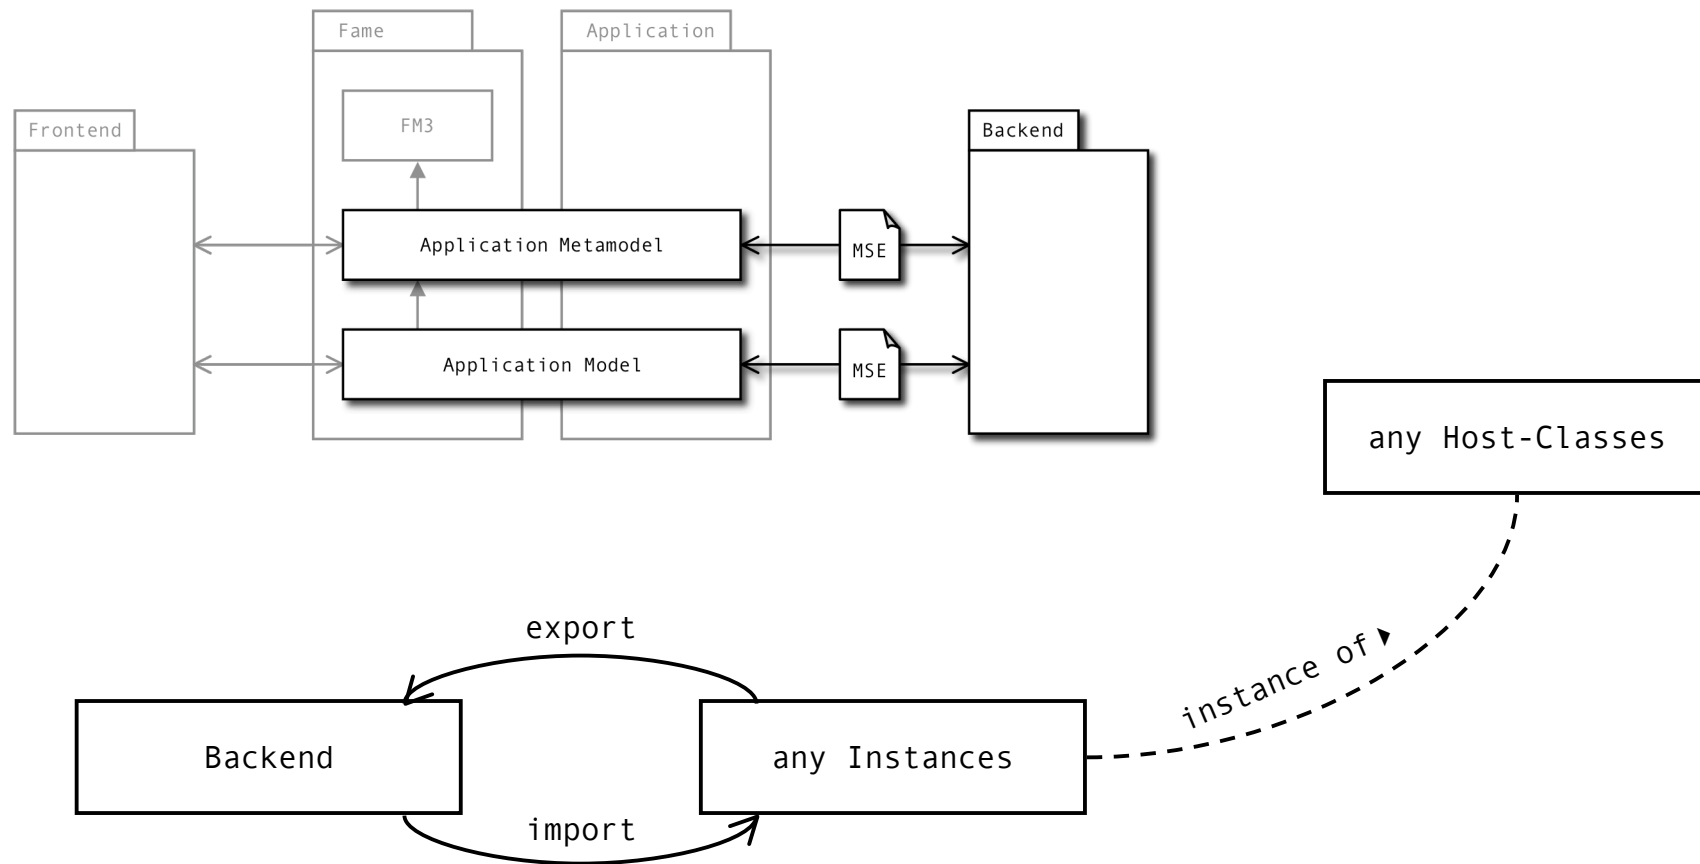 Fame
Application
Frontend
FM3
Backend
Application Metamodel
MSE
Application Model
MSE
any Host-Classes
export
instance of
Backend
any Instances
import